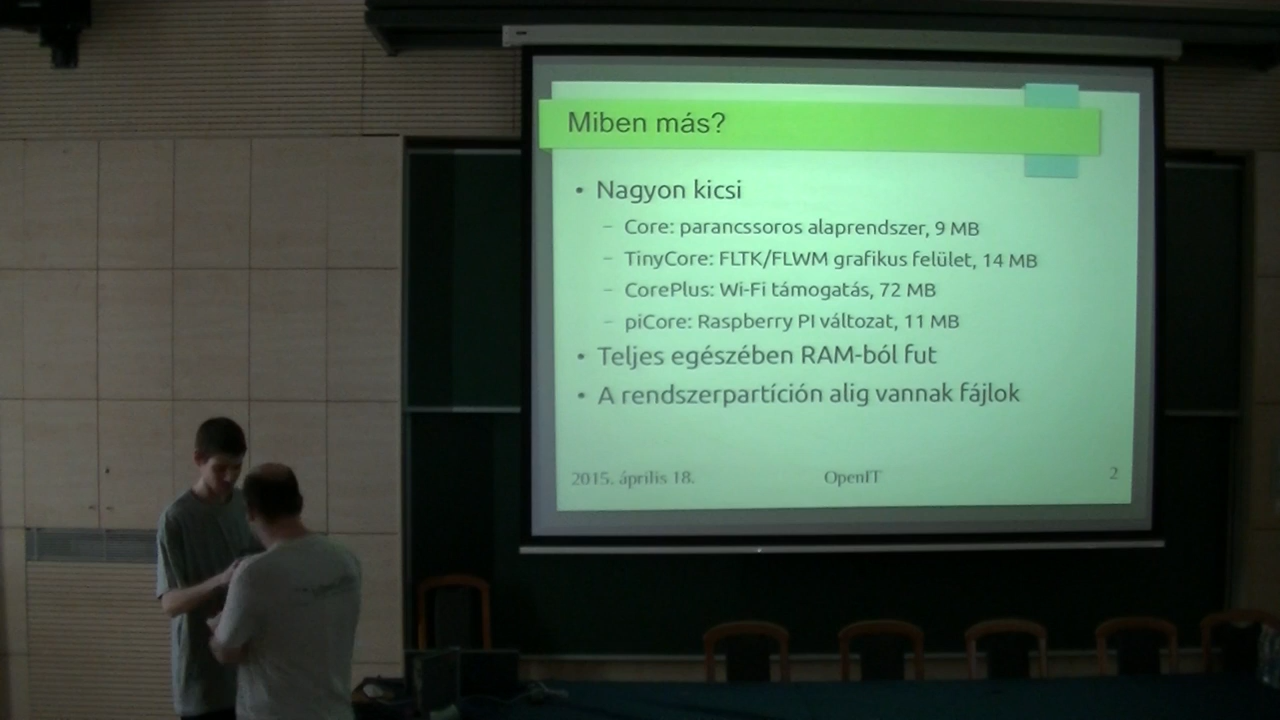 Miben más?
• Nagyon kicsi
– Core: parancssoros alaprendszer, 9 MB
– TinyCore: FLTK/FLWM grafikus felület, 14 MB
– CorePlus: Wi-Fi támogatás, 72 MB
– piCore: Raspberry PI változat, 11 MB
• Teljes egészében RAM-ból fut
• A rendszerpartíción alig vannak fájlok
2015. április 18. OpenIT 2